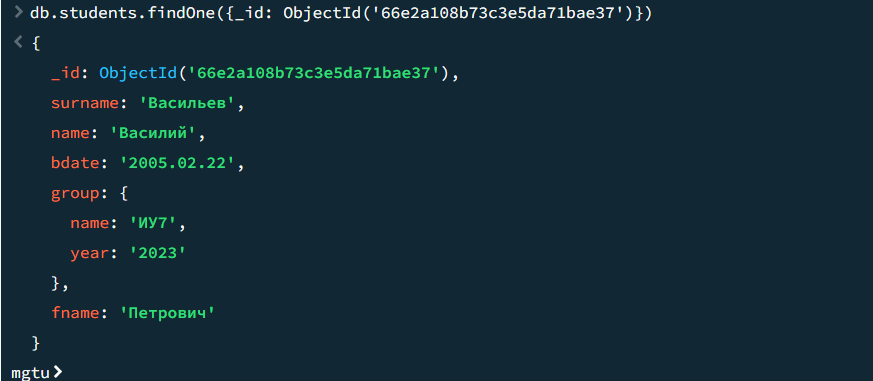 > db.students.findOne({_id: ObjectId('66e2a108b73c3e5da71bae37')})
< {
_id: ObjectId('66e2a108b73c3e5da71bae37'),
surname: 'Васильев',
name: 'Василий',
bdate: '2005.02.22',
group: {
name: 'ИУ7',
year: '2023'
},
fname: 'Петрович'
}
mgtu>